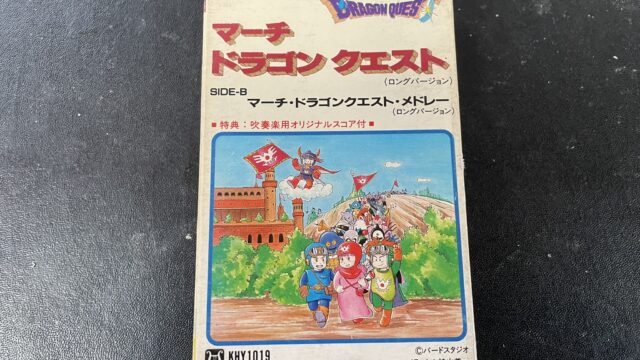 DRAGON QUEST
マーチ
ドラゴン クエスト
(ロングバージョン)
SIDE-B
マーチ・ドラゴンクエスト・メドレー
(ロングバージョン)
■ 特典：吹奏楽用オリジナルスコア付 ■
KHY1019
©バードスタジオ